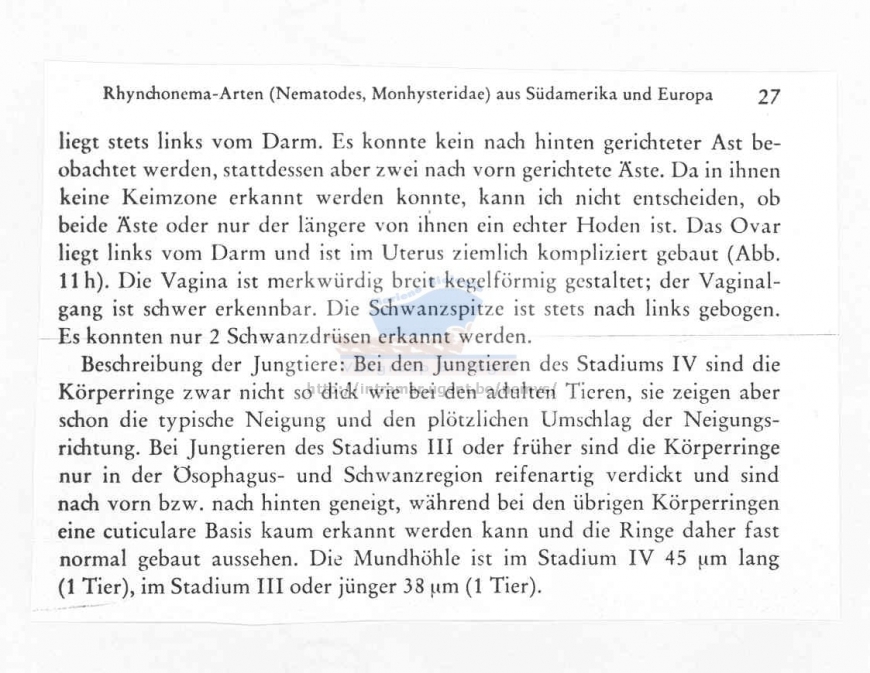 Rhynchonema-Arten (Nematodes, Monhysteridae) aus Südamerika und Europa 27
liegt stets links vom Darm. Es konnte kein nach hinten gerichteter Ast be-
obachtet werden, stattdessen aber zwei nach vorn gerichtete Äste. Da in ihnen
keine Keimzone erkannt werden konnte, kann ich nicht entscheiden, ob
beide Äste oder nur der längere von ihnen ein echter Hoden ist. Das Ovar
liegt links vom Darm und ist im Uterus ziemlich kompliziert gebaut (Abb.
11h). Die Vagina ist merkwürdig breit kegelförmig gestaltet; der Vaginal-
gang ist schwer erkennbar. Die Schwanzspitze ist stets nach links gebogen.
Es konnten nur 2 Schwanzdrüsen erkannt werden.
Beschreibung der Jungtiere: Bei den Jungtieren des Stadiums IV sind die
Körperringe zwar nicht so dick wie bei den adulten Tieren, sie zeigen aber
schon die typische Neigung und den plötzlichen Umschlag der Neigungs-
richtung. Bei Jungtieren des Stadiums III oder früher sind die Körperringe
nur in der Ösophagus- und Schwanzregion reifenartig verdickt und sind
nach vorn bzw. nach hinten geneigt, während bei den übrigen Körperringen
eine cuticulare Basis kaum erkannt werden kann und die Ringe daher fast
normal gebaut aussehen. Die Mundhöhle ist im Stadium IV 45 µm lang
(1 Tier), im Stadium III oder jünger 38 µm (1 Tier).